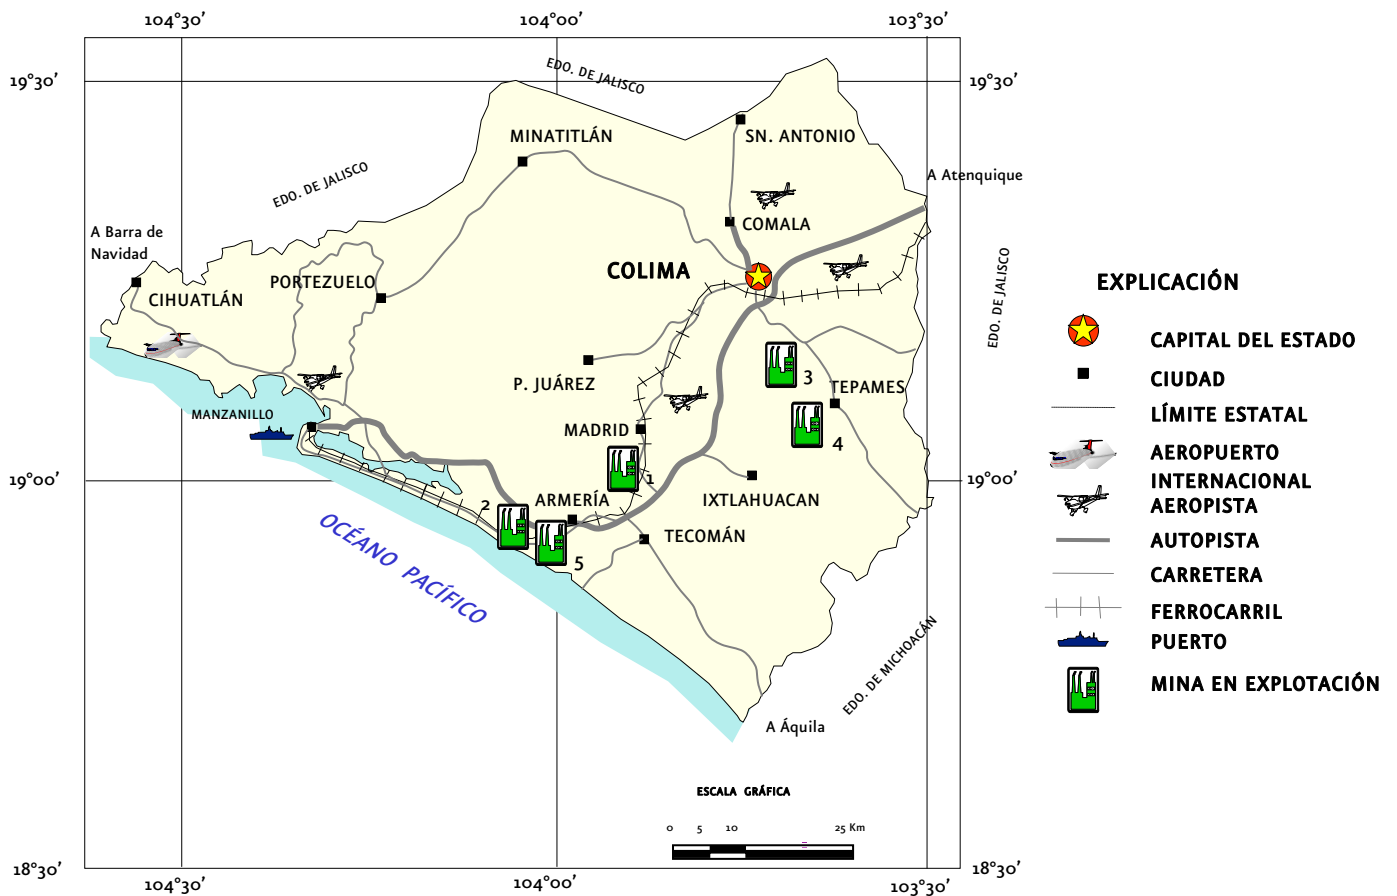 104°30'
104°00'
103°30'
19°30'
19°30'
EDO. DE JALISCO
MINATITLÁN
SN. ANTONIO
EDO. DE JALISCO
A Atenquique
A Barra de
Navidad
COMALA
COLIMA
PORTEZUELO
CIHUATLÁN
EDO. DE JALISCO
P. JUÁREZ
3
TEPAMES
MANZANILLO
MADRID
4
19°00'
19°00'
1
ARMERÍA
IXTLAHUACAN
2
TECOMÁN
5
OCÉANO PACÍFICO
EDO. DE MICHOACÁN
A Áquila
ESCALA GRÁFICA
0 5 10 25 Km
18°30'
18°30'
104°30'
104°00'
103°30'
EXPLICACIÓN
CAPITAL DEL ESTADO
CIUDAD
LÍMITE ESTATAL
AEROPUERTO
INTERNACIONAL
AEROPISTA
AUTOPISTA
CARRETERA
FERROCARRIL
PUERTO
MINA EN EXPLOTACIÓN